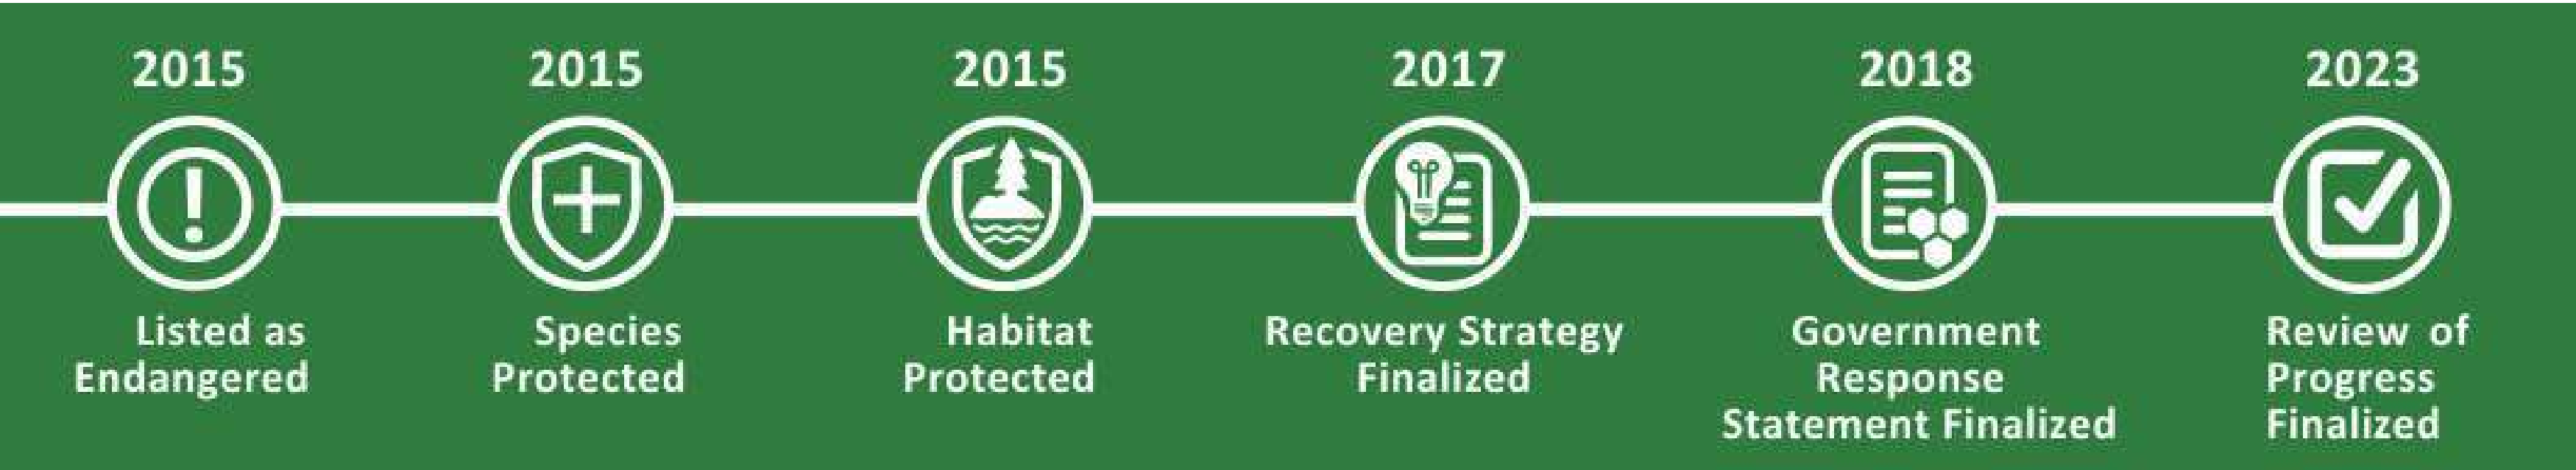 2015
Listed as
Endangered
2015
Species
Protected
2015
Habitat
Protected
2017
Recovery Strategy
Finalized
2018
Government
Response
Statement Finalized
2023
Review of
Progress
Finalized